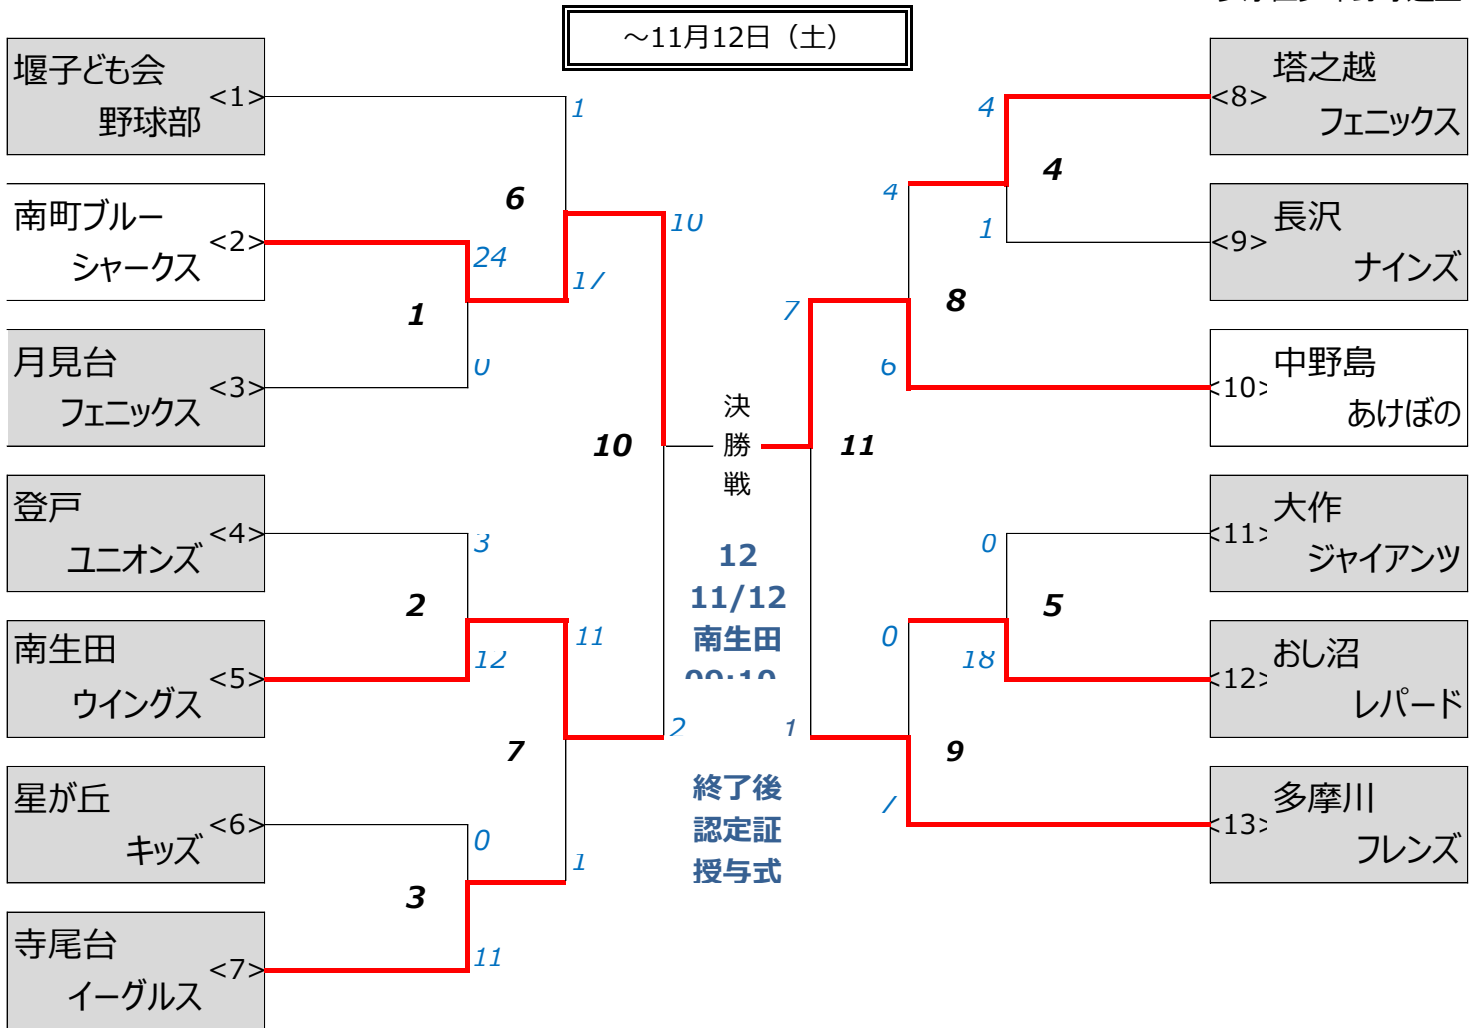 ～11月12日（土）
堰子ども会
野球部
<1>
南町ブルー
シャークス
<2>
月見台
フェニックス
<3>
登戸
ユニオンズ
<4>
南生田
ウイングス
<5>
星が丘
キッズ
<6>
寺尾台
イーグルス
<7>
1
6
10
24
17
1
0
10
3
2
11
12
7
2
0
1
3
11
決
勝
戦
12
11/12
南生田
終了後
認定証
授与式
4
4
4
1
7
8
6
11
0
5
0
18
1
9
7
塔之越
フェニックス
<8>
長沢
ナインズ
<9>
中野島
あけぼの
<10>
大作
ジャイアンツ
<11>
おし沼
レパード
<12>
多摩川
フレンズ
<13>